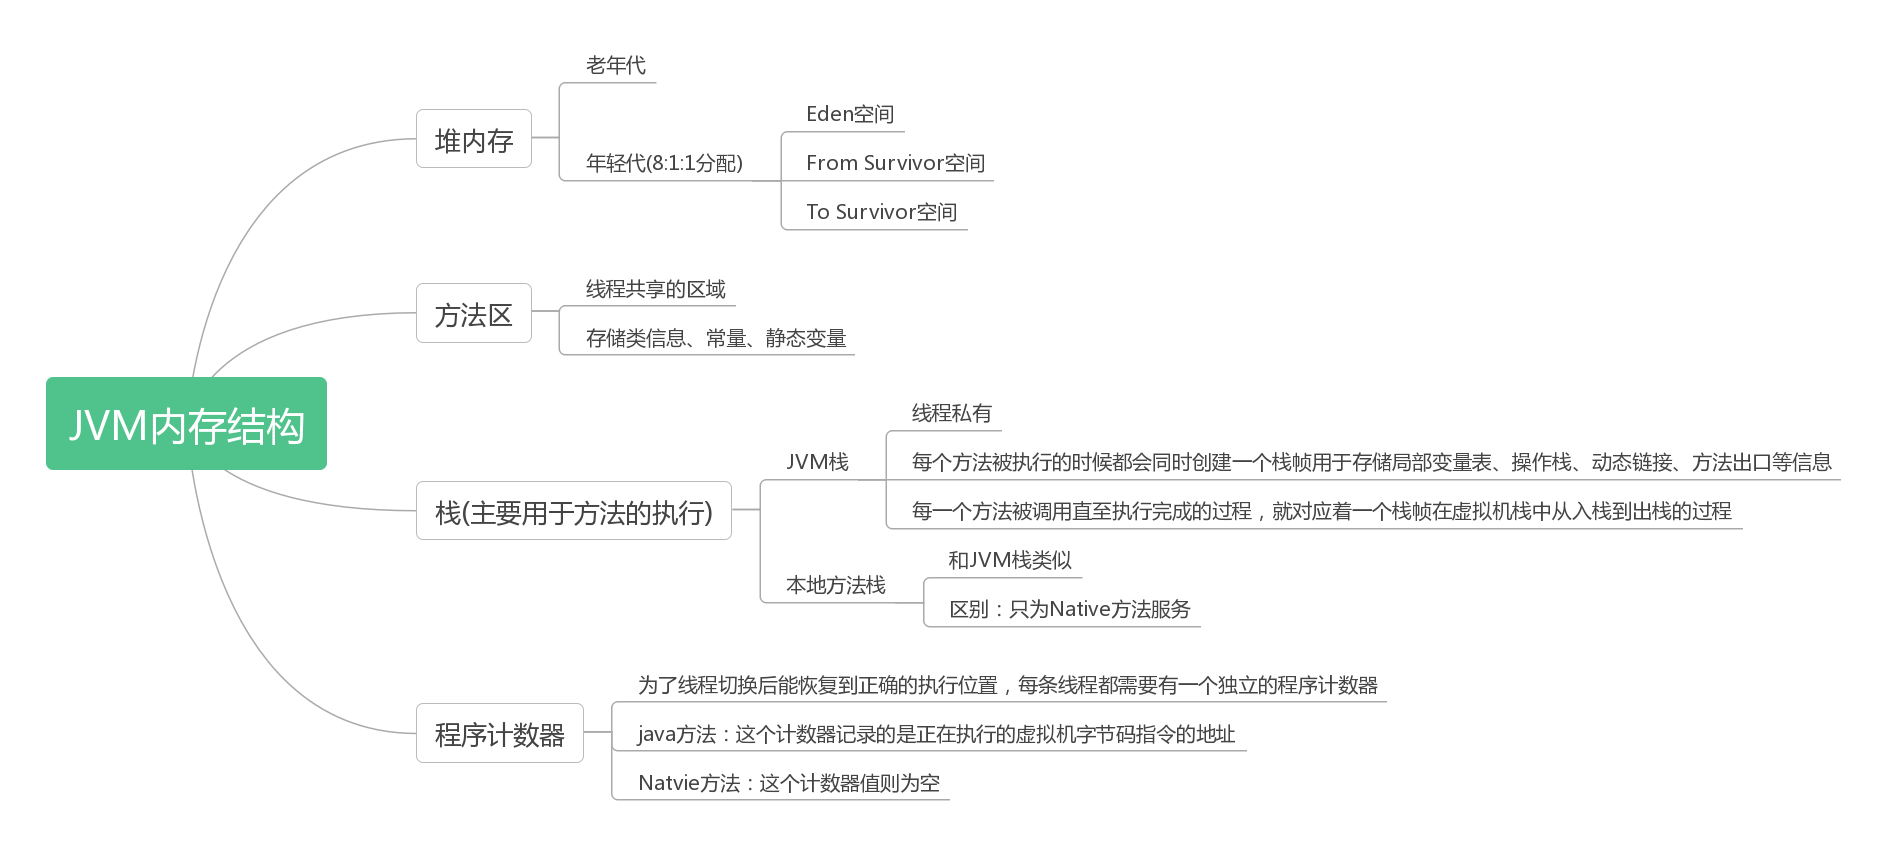 JVM内存结构
堆内存
老年代
年轻代(8:1:1分配)
Eden空间
From Survivor空间
To Survivor空间
方法区
线程共享的区域
存储类信息、常量、静态变量
栈(主要用于方法的执行)
JVM栈
线程私有
每个方法被执行的时候都会同时创建一个栈帧用于存储局部变量表、操作栈、动态链接、方法出口等信息
每一个方法被调用直至执行完成的过程，就对应着一个栈帧在虚拟机栈中从入栈到出栈的过程
本地方法栈
和JVM栈类似
区别：只为Native方法服务
程序计数器
为了线程切换后能恢复到正确的执行位置，每条线程都需要有一个独立的程序计数器
java方法：这个计数器记录的是正在执行的虚拟机字节码指令的地址
Natvie方法：这个计数器值则为空